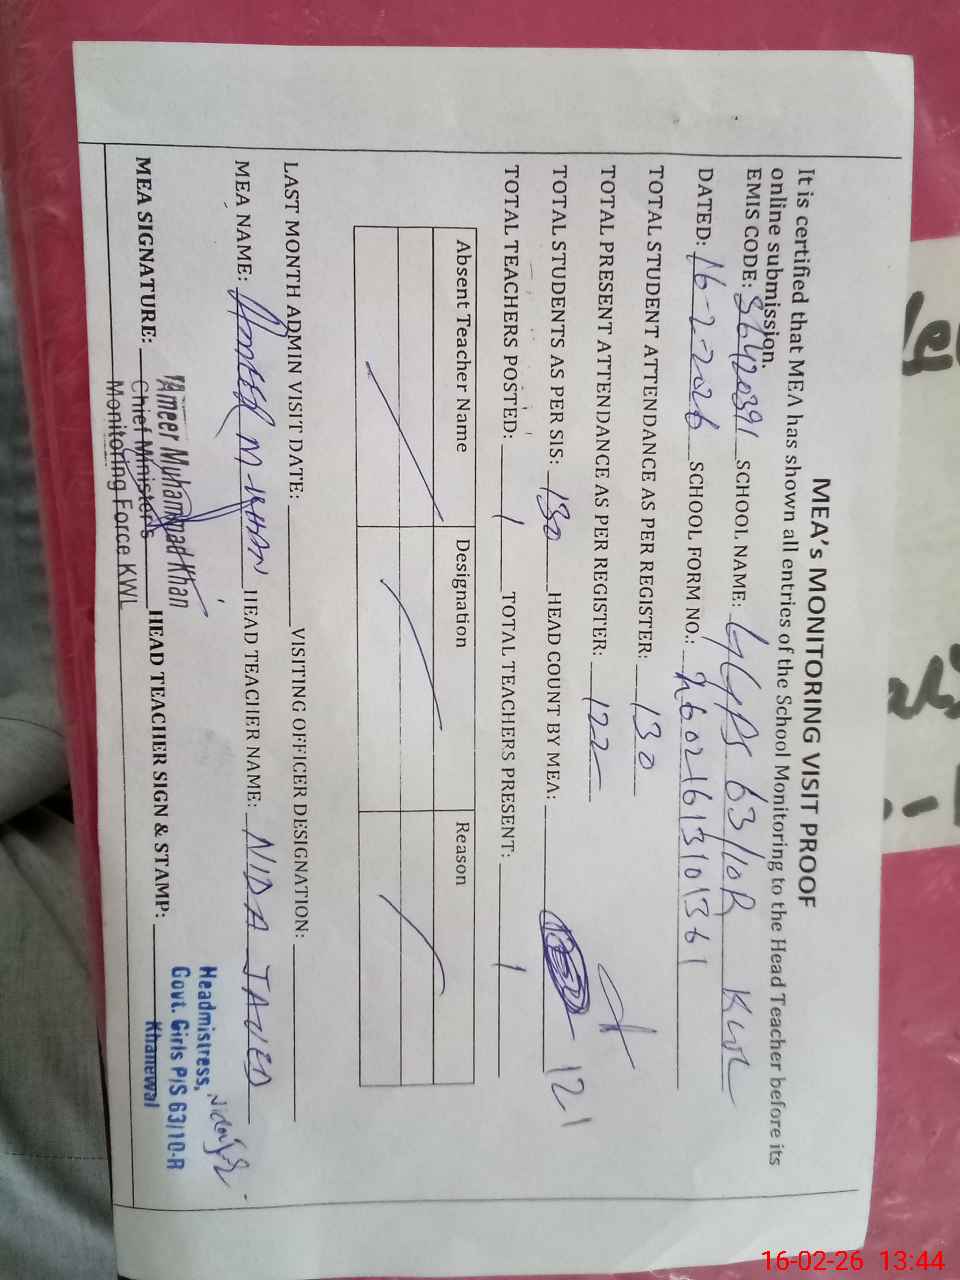 MEA's MONITORING VISIT PROOF
It is certified that MEA has shown all entries of the School Monitoring to the Head Teacher before its
online submission.
EMIS CODE: 36420391 SCHOOL NAME: GGPS 63/10R KWL
DATED: 16-2-2026 SCHOOL FORM NO.: 26021613101361
TOTAL STUDENT ATTENDANCE AS PER REGISTER: 130
TOTAL PRESENT ATTENDANCE AS PER REGISTER: 122
TOTAL STUDENTS AS PER SIS: 130 HEAD COUNT BY MEA: 121
TOTAL TEACHERS POSTED: 1 TOTAL TEACHERS PRESENT: 1
Absent Teacher Name Designation Reason
LAST MONTH ADMIN VISIT DATE: VISITING OFFICER DESIGNATION:
MEA NAME: AMEER M. KHAN HEAD TEACHER NAME: NIDA JAVED
MEA SIGNATURE: HEAD TEACHER SIGN & STAMP:
Ameer Muhammad Khan
Chief Minister's
Monitoring Force KWL
Headmistress,
Govt. Girls P/S 63/10-R
Khanewal
16-02-26 13:44